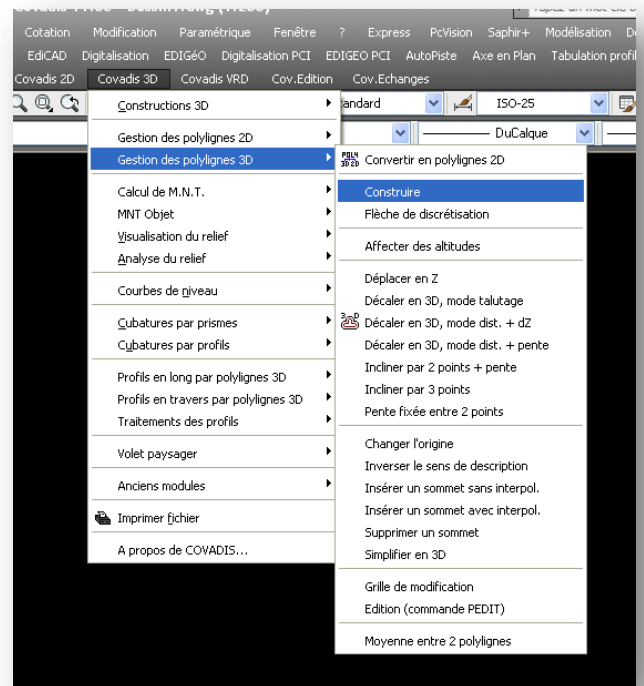 Cotation Modification Paramétrique Fenêtre ? Express PcVision Saphir+ Modélisation
EdiCAD Digitalisation EDIGéO Digitalisation PCI EDIGEO PCI AutoPiste Axe en Plan Tabulation profil
Covadis 2D Covadis 3D Covadis VRD Cov.Edition Cov.Echanges
ISO-25
DuCalque
Constructions 3D
Gestion des polylignes 2D
Gestion des polylignes 3D
Calcul de M.N.T.
MNT Objet
Visualisation du relief
Analyse du relief
Courbes de niveau
Cubatures par prismes
Cubatures par profils
Profils en long par polylignes 3D
Profils en travers par polylignes 3D
Traitements des profils
Volet paysager
Anciens modules
Imprimer fichier
A propos de COVADIS...
Convertir en polylignes 2D
Construire
Flèche de discrétisation
Affecter des altitudes
Déplacer en Z
Décaler en 3D, mode talutage
Décaler en 3D, mode dist. + dZ
Décaler en 3D, mode dist. + pente
Incliner par 2 points + pente
Incliner par 3 points
Pente fixée entre 2 points
Changer l'origine
Inverser le sens de description
Insérer un sommet sans interpol.
Insérer un sommet avec interpol.
Supprimer un sommet
Simplifier en 3D
Grille de modification
Edition (commande PEDIT)
Moyenne entre 2 polylignes